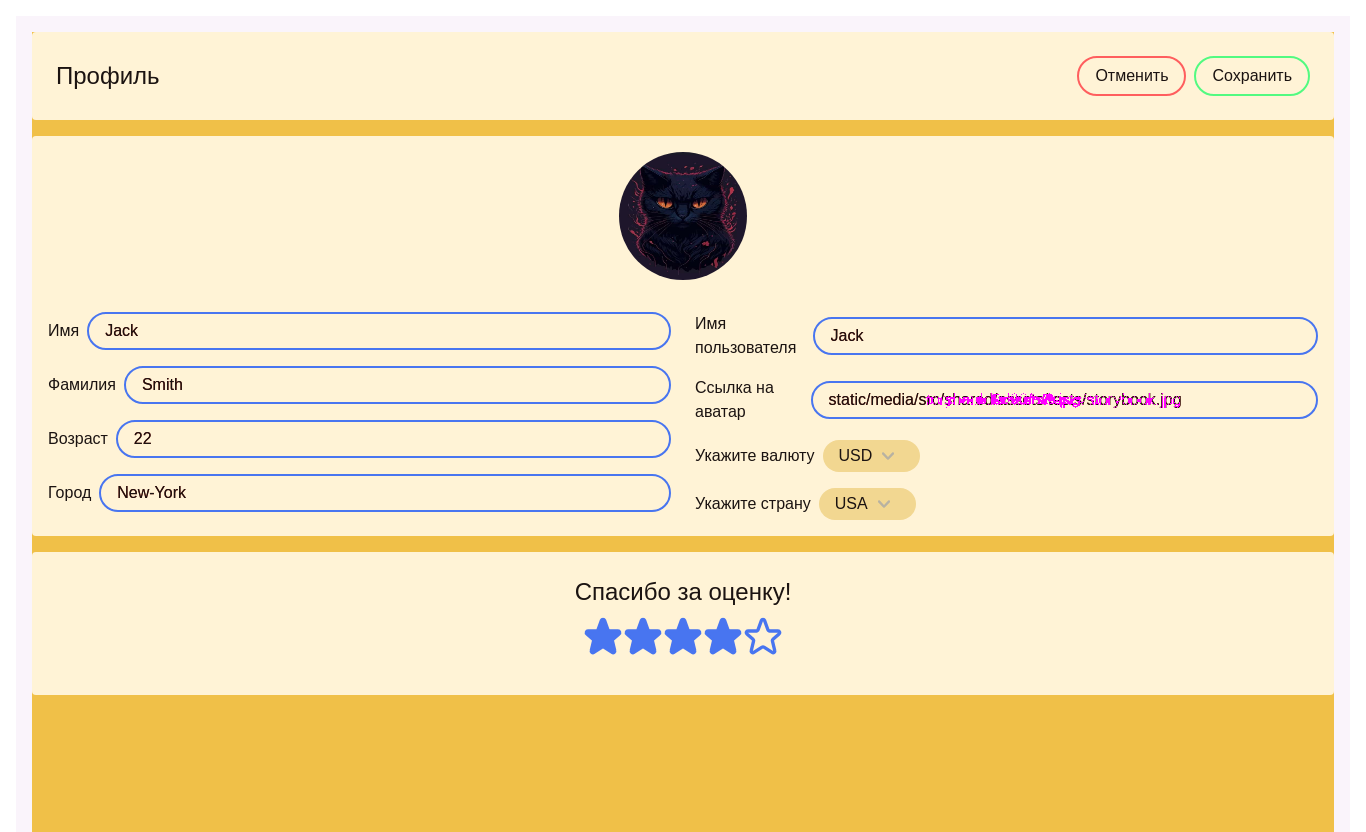 Профиль
Отменить
Сохранить
Имя
Jack
Фамилия
Smith
Возраст
22
Город
New-York
Имя
пользователя
Jack
Ссылка на
аватар
static/media/src/shared/assets/tests/storybook.jpg
Укажите валюту
USD
Укажите страну
USA
Спасибо за оценку!